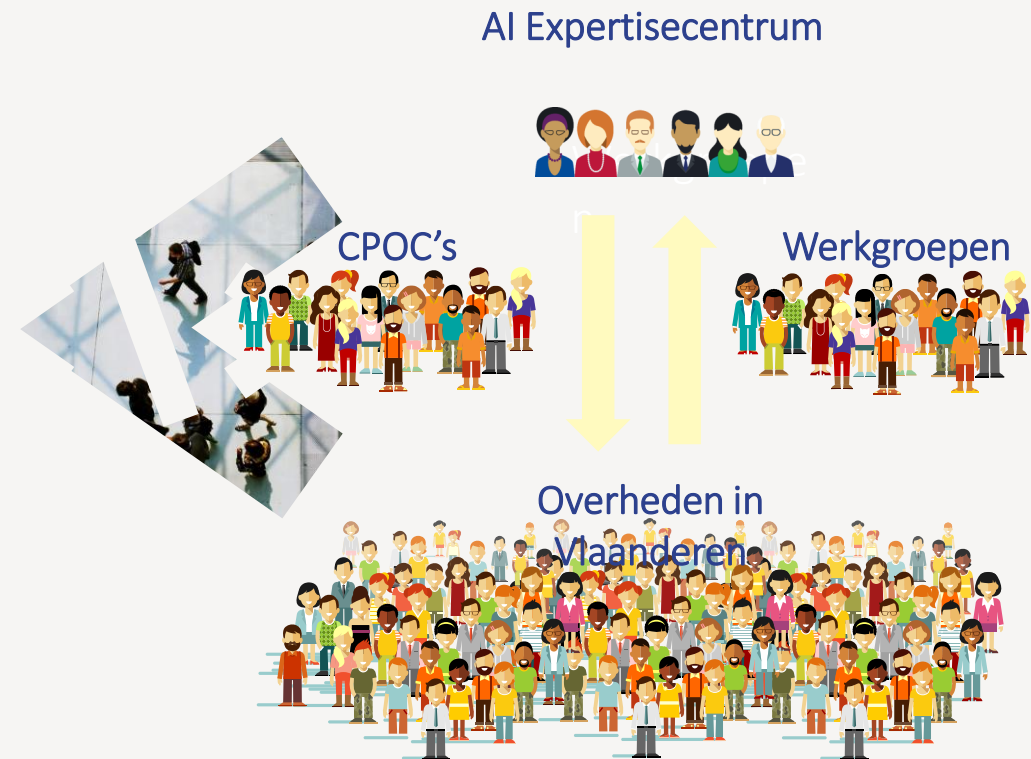 AI Expertisecentrum
CPOC’s
Werkgroepen
Overheden in
Vlaanderen